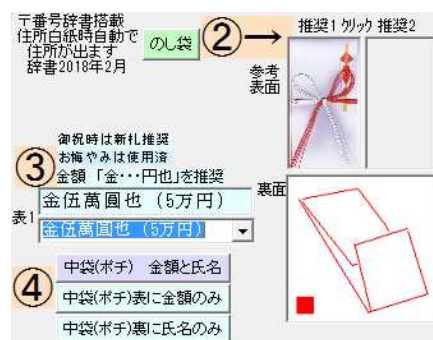 〒番号辞書搭載
住所白紙時自動で
住所が出ます
辞書2018年2月
のし袋
②→
推奨1 クリック 推奨2
参考
表面
御祝時は新札推奨
お悔やみは使用済
③
金額「金・・・円也」を推奨
金伍萬圓也 (5万円)
裏面
表1
金伍萬圓也 (5万円)
④
中袋(ポチ) 金額と氏名
中袋(ポチ)表に金額のみ
中袋(ポチ)裏に氏名のみ